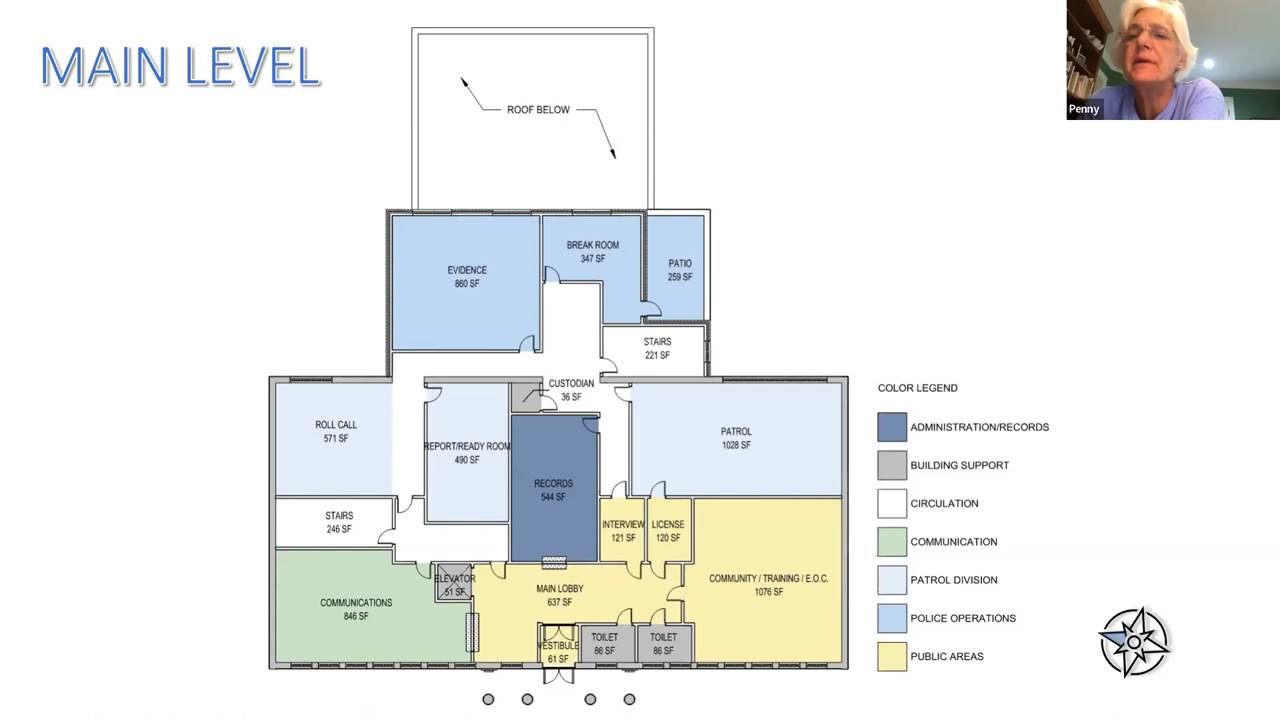 MAIN LEVEL
Penny
ROOF BELOW
EVIDENCE
860 SF
BREAK ROOM
347 SF
PATIO
259 SF
STAIRS
221 SF
CUSTODIAN
36 SF
ROLL CALL
571 SF
REPORT/READY ROOM
490 SF
RECORDS
544 SF
PATROL
1028 SF
STAIRS
246 SF
INTERVIEW
121 SF
LICENSE
120 SF
COMMUNICATIONS
846 SF
ELEVATOR
51 SF
MAIN LOBBY
637 SF
COMMUNITY / TRAINING / E.O.C.
1076 SF
VESTIBULE
61 SF
TOILET
86 SF
TOILET
86 SF
COLOR LEGEND
ADMINISTRATION/RECORDS
BUILDING SUPPORT
CIRCULATION
COMMUNICATION
PATROL DIVISION
POLICE OPERATIONS
PUBLIC AREAS